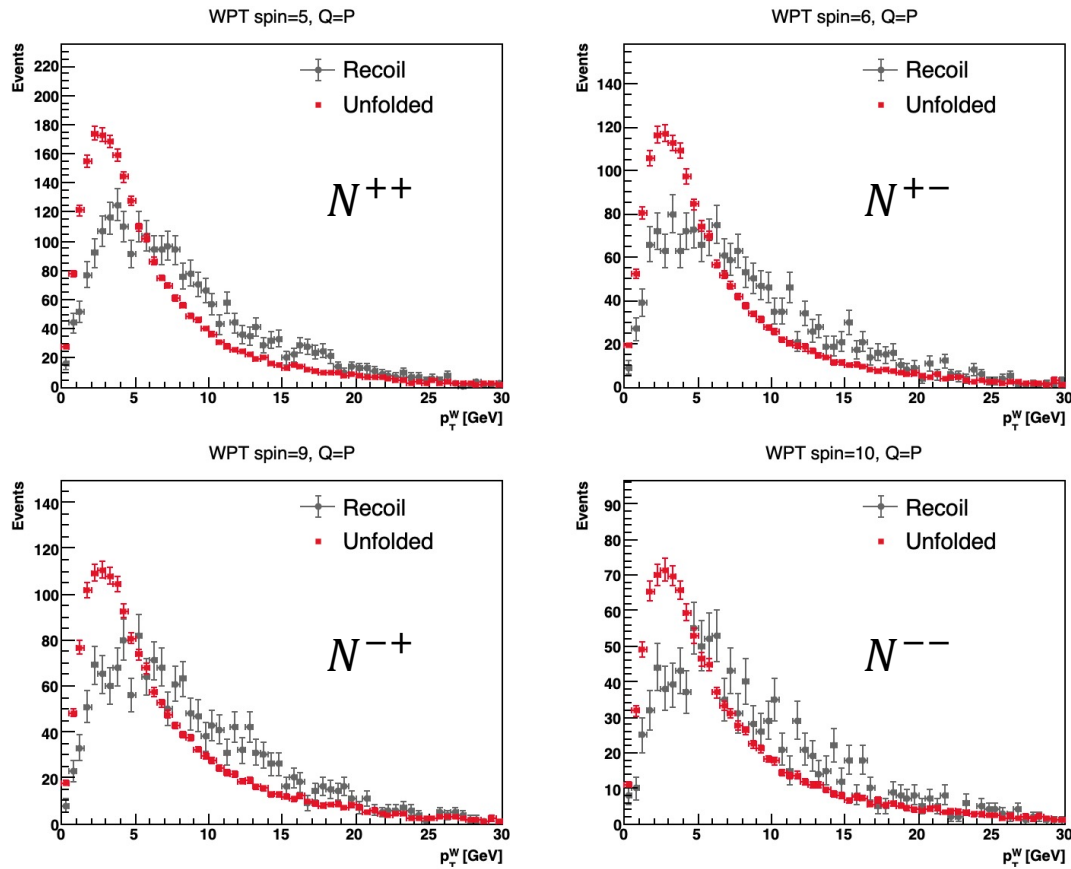 WPT spin=5, Q=P
Events
220
200
180
160
140
120
100
80
60
40
20
0
Recoil
Unfolded
N⁺⁺
0 5 10 15 20 25 30
p_T^W [GeV]
WPT spin=6, Q=P
Events
140
120
100
80
60
40
20
0
Recoil
Unfolded
N⁺⁻
0 5 10 15 20 25 30
p_T^W [GeV]
WPT spin=9, Q=P
Events
140
120
100
80
60
40
20
0
Recoil
Unfolded
N⁻⁺
0 5 10 15 20 25 30
p_T^W [GeV]
WPT spin=10, Q=P
Events
90
80
70
60
50
40
30
20
10
0
Recoil
Unfolded
N⁻⁻
0 5 10 15 20 25 30
p_T^W [GeV]